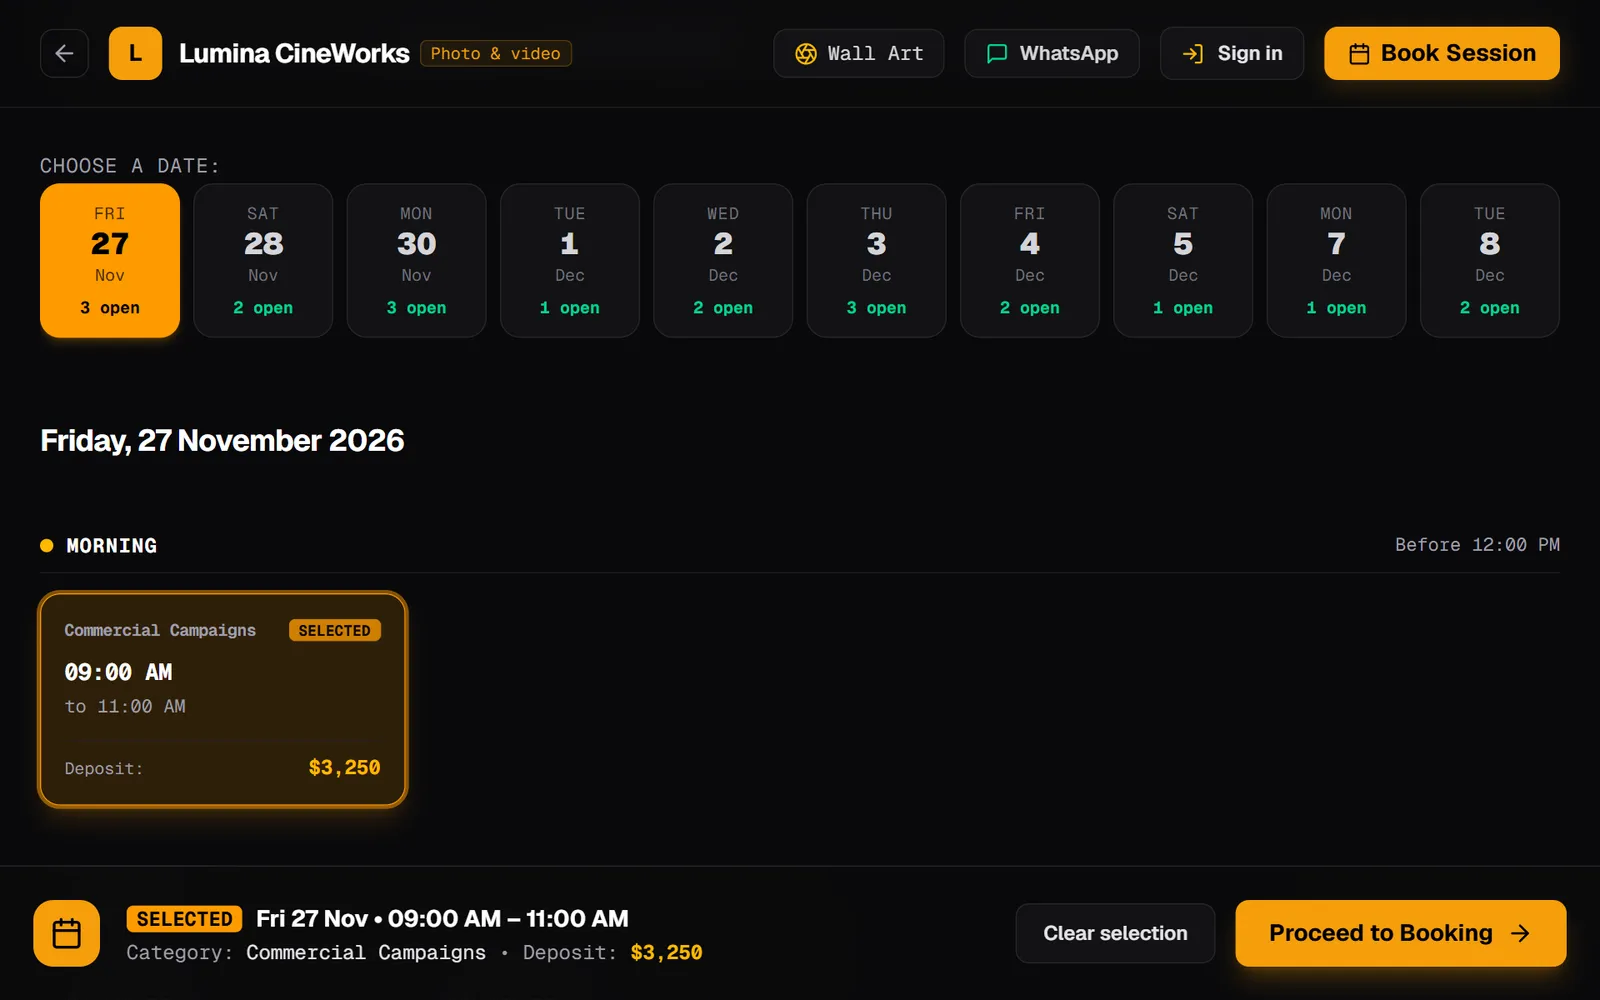 L Lumina CineWorks Photo & video Wall Art WhatsApp Sign in Book Session
CHOOSE A DATE:
FRI SAT MON TUE WED THU FRI SAT MON TUE
27 28 30 1 2 3 4 5 7 8
Nov Nov Nov Dec Dec Dec Dec Dec Dec Dec
3 open 2 open 3 open 1 open 2 open 3 open 2 open 1 open 1 open 2 open
Friday, 27 November 2026
MORNING Before 12:00 PM
Commercial Campaigns SELECTED
09:00 AM
to 11:00 AM
Deposit: $3,250
SELECTED Fri 27 Nov • 09:00 AM – 11:00 AM
Category: Commercial Campaigns • Deposit: $3,250
Clear selection Proceed to Booking →